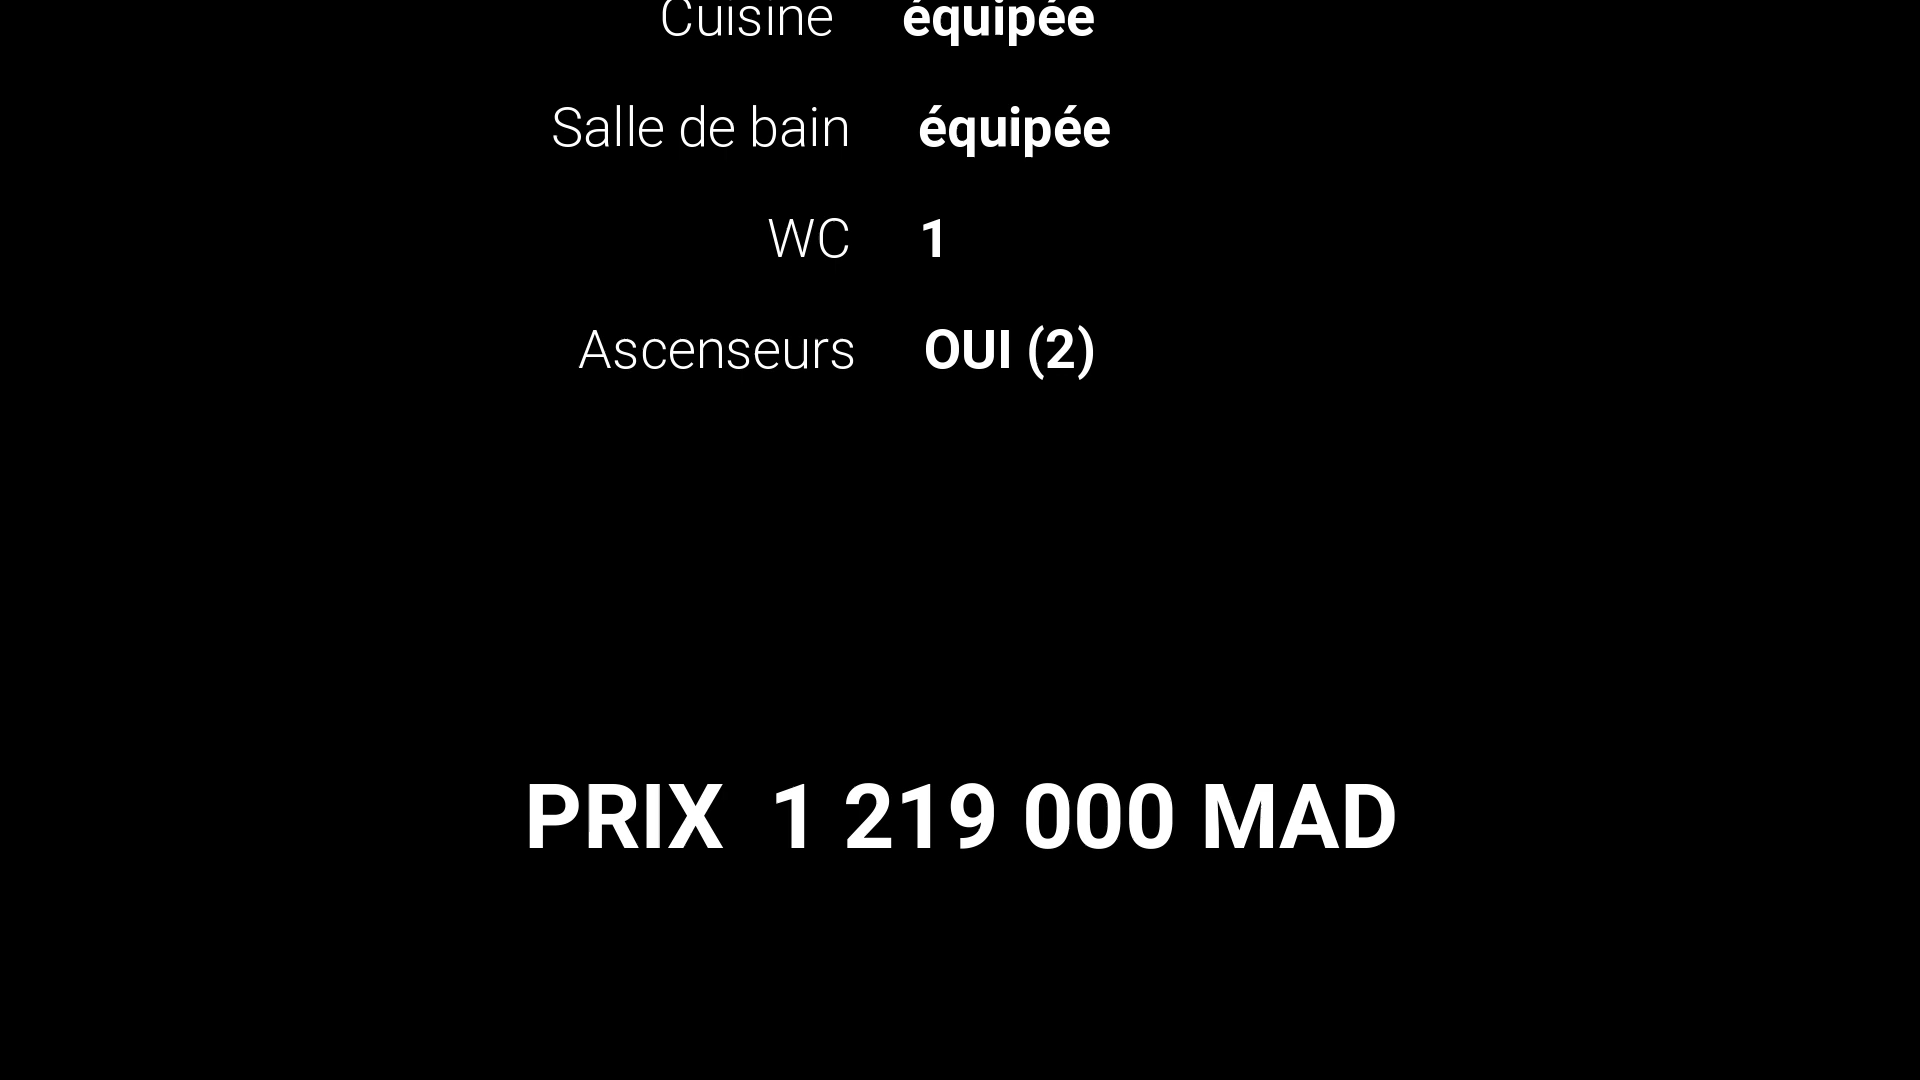 Cuisine équipée
Salle de bain équipée
WC 1
Ascenseurs OUI (2)
PRIX 1 219 000 MAD